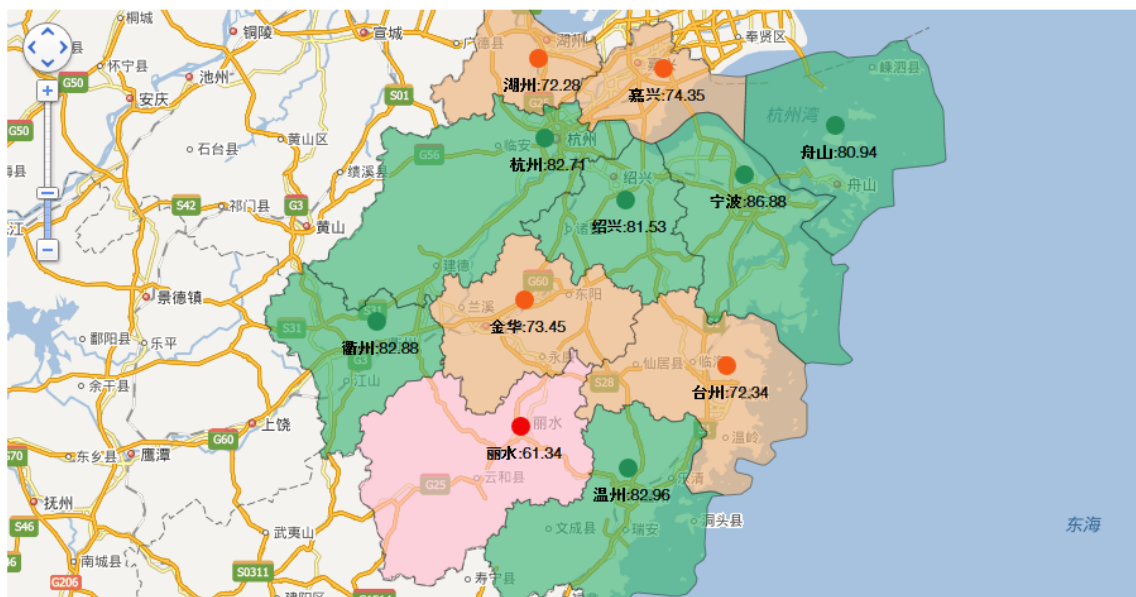 桐城
铜陵
宣城
广德县
湖州
奉贤区
嵊泗县
怀宁县
G50
池州
安庆
S01
湖州:72.28
G25
嘉兴
嘉兴:74.35
杭州湾
舟山:80.94
舟山
G50
石台县
黄山区
绩溪县
G56
临安
杭州
杭州:82.71
绍兴
绍兴:81.53
宁波:86.88
S42
祁门县
G3
黄山
建德
诸暨
景德镇
鄱阳县
乐平
S31
S31
衢州:82.88
G3
江山
兰溪
G60
东阳
金华:73.45
永康
仙居县
临海
台州:72.34
S28
温岭
余干县
上饶
G60
东乡县
鹰潭
G70
抚州
S46
南城县
G206
武夷山
S0311
建阳区
丽水
丽水:61.34
云和县
G25
温州:82.96
乐清
文成县
瑞安
洞头县
寿宁县
东海